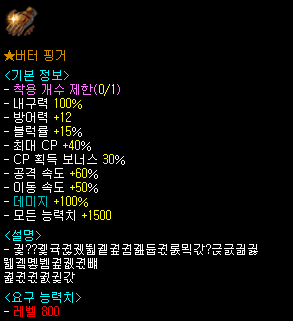 ★버터 핑거
<기본 정보>
- 착용 개수 제한(0/1)
- 내구력 100%
- 방어력 +12
- 블럭률 +15%
- 최대 CP +40%
- CP 획득 보너스 30%
- 공격 속도 +60%
- 이동 속도 +50%
- 데미지 +100%
- 모든 능력치 +1500
<설명>
<요구 능력치>
- 레벨 800